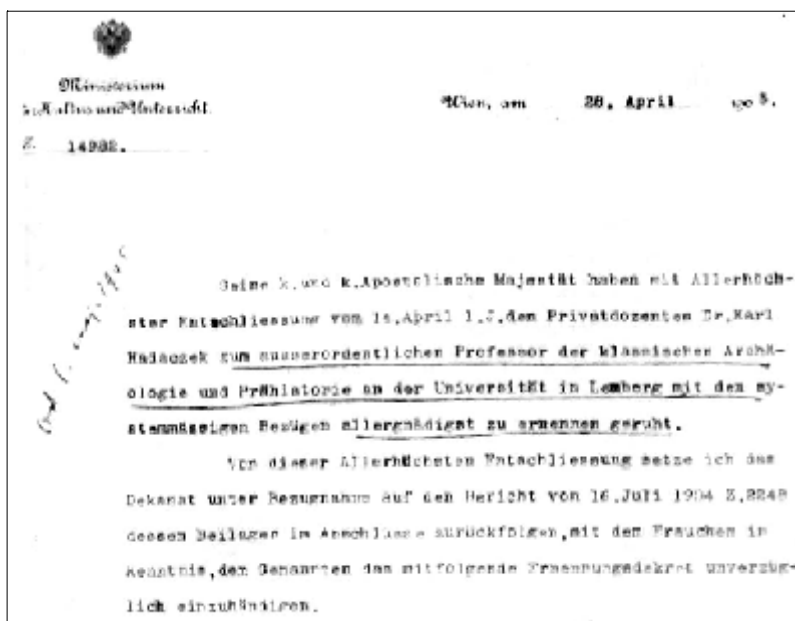 Ministerium
für Kultus und Unterricht.
Wien, am 28. April 1905.
Z. 14982.
Seine k.und k.Apostolische Majestät haben mit Allerhöch-
ster Entschliessung vom 14.April l.J.den Privatdozenten Dr.Karl
Hadaczek zum ausserordentlichen Professor der klassischen Archä-
ologie und Prähistorie an der Universität in Lemberg mit den sy-
stemmässigen Bezügen allergnädigst zu ernennen geruht.
Von dieser Allerhöchsten Entschliessung setze ich das
Dekanat unter Bezugnahme auf den Bericht vom 16.Juli 1904 Z.2248
dessen Beilagen im Anschlusse zurückfolgen,mit dem Ersuchen in
Kenntnis,dem Genannten das mitfolgende Ernennungsdekret unverzüg-
lich einzuhändigen.